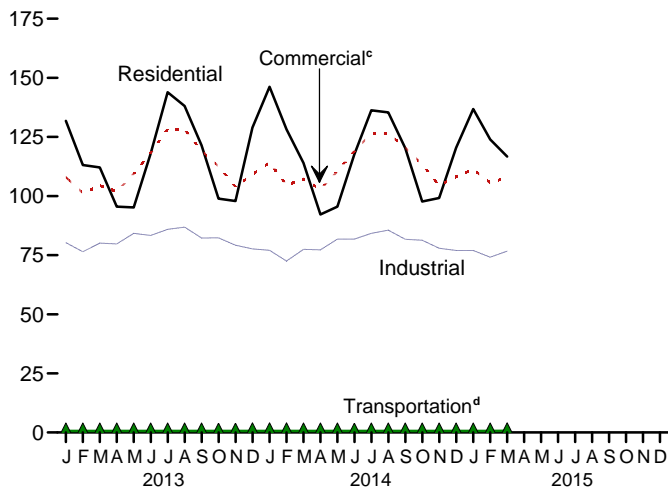 175
150
Commercialᶜ
Residential
125
100
75
Industrial
50
25
Transportationᵈ
0
J F M A M J J A S O N D J F M A M J J A S O N D J F M A M J J A S O N D
2013 2014 2015